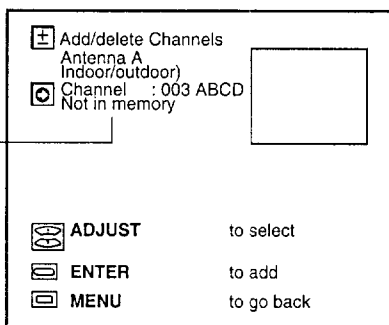 Add/delete Channels
Antenna A
Indoor/outdoor)
Channel : 003 ABCD
Not in memory
ADJUST to select
ENTER to add
MENU to go back